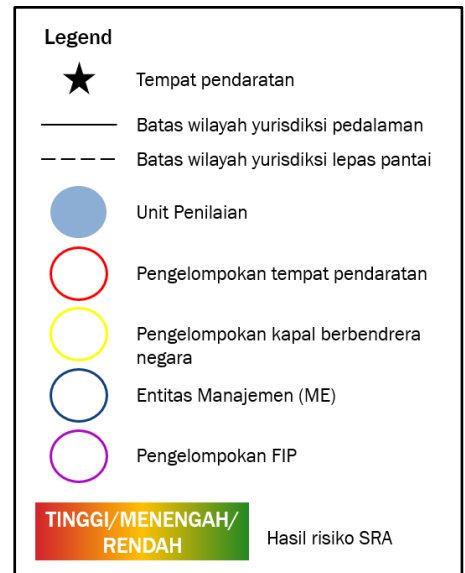 Legend
Tempat pendaratan
Batas wilayah yurisdiksi pedalaman
Batas wilayah yurisdiksi lepas pantai
Unit Penilaian
Pengelompokan tempat pendaratan
Pengelompokan kapal berbendrera
negara
Entitas Manajemen (ME)
Pengelompokan FIP
TINGGI/MENENGAH/
RENDAH
Hasil risiko SRA